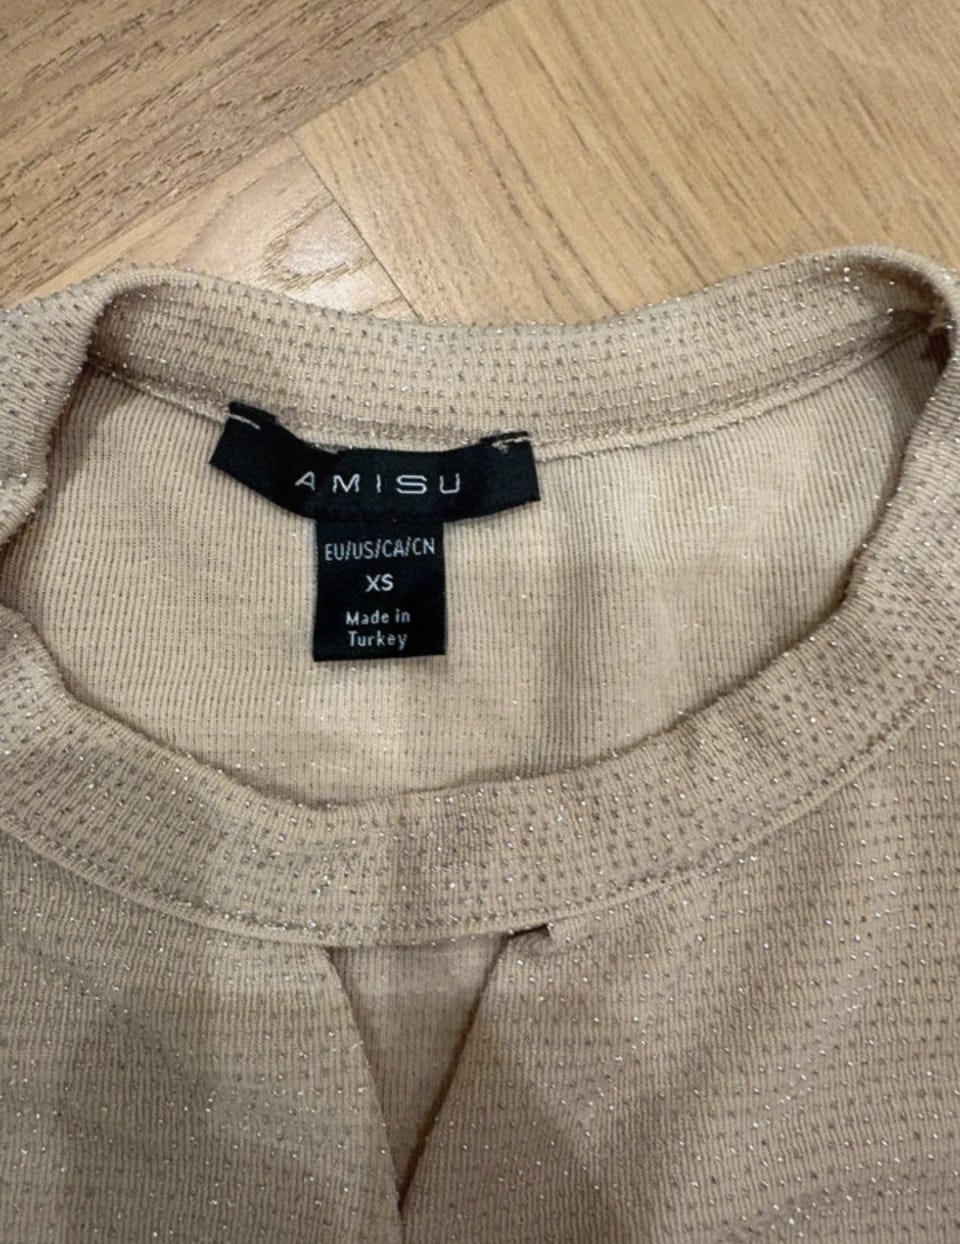 AMISU
EU/US/CA/CN
XS
Made in
Turkey